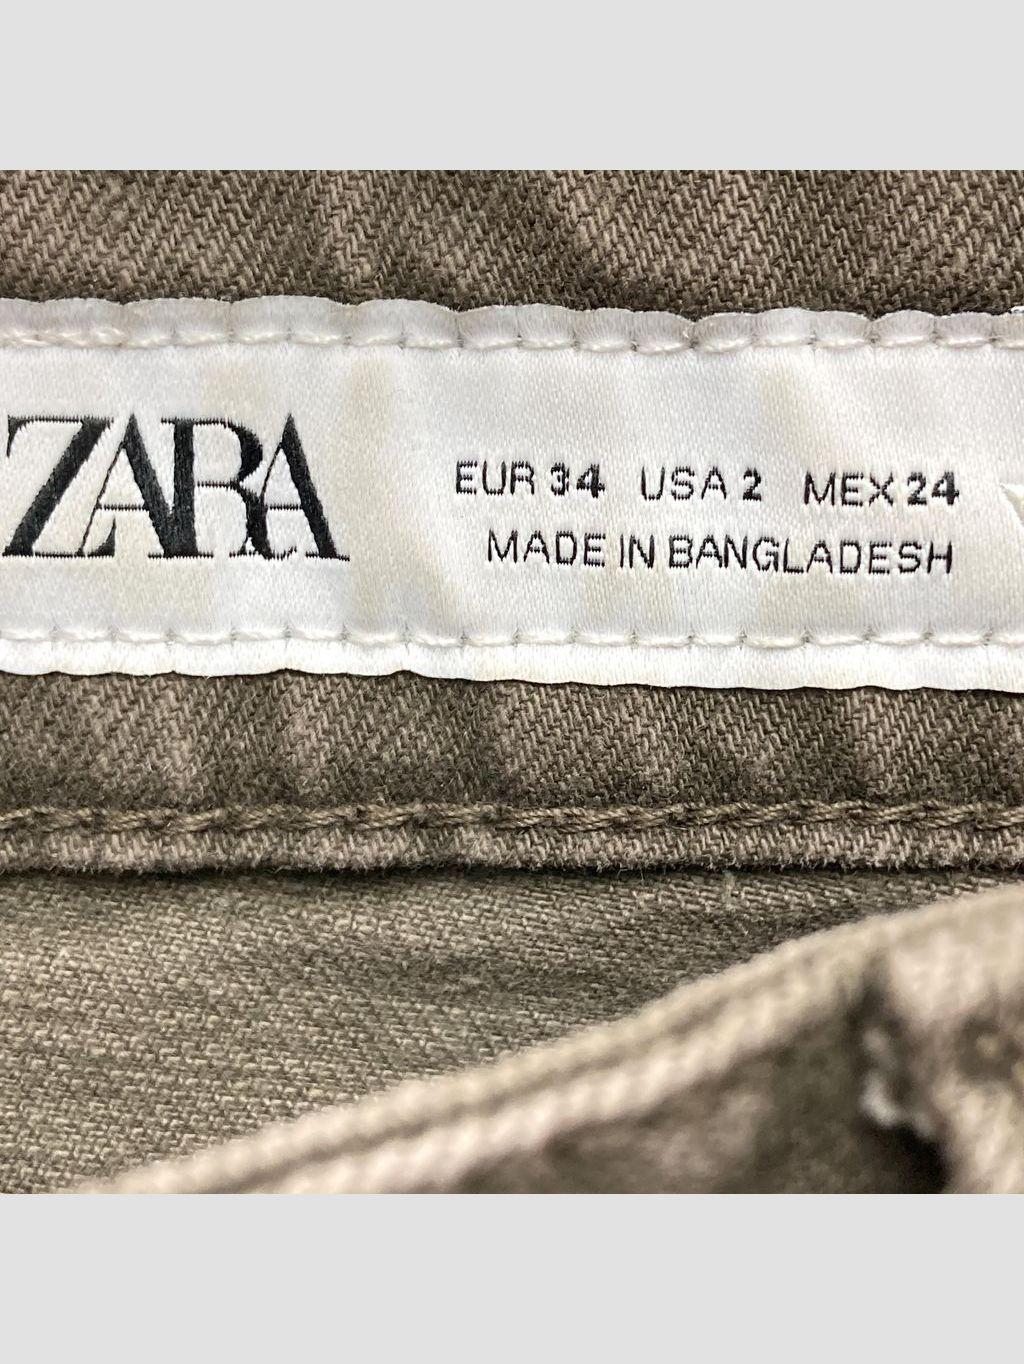 ZARA
EUR 34 USA 2 MEX 24
MADE IN BANGLADESH